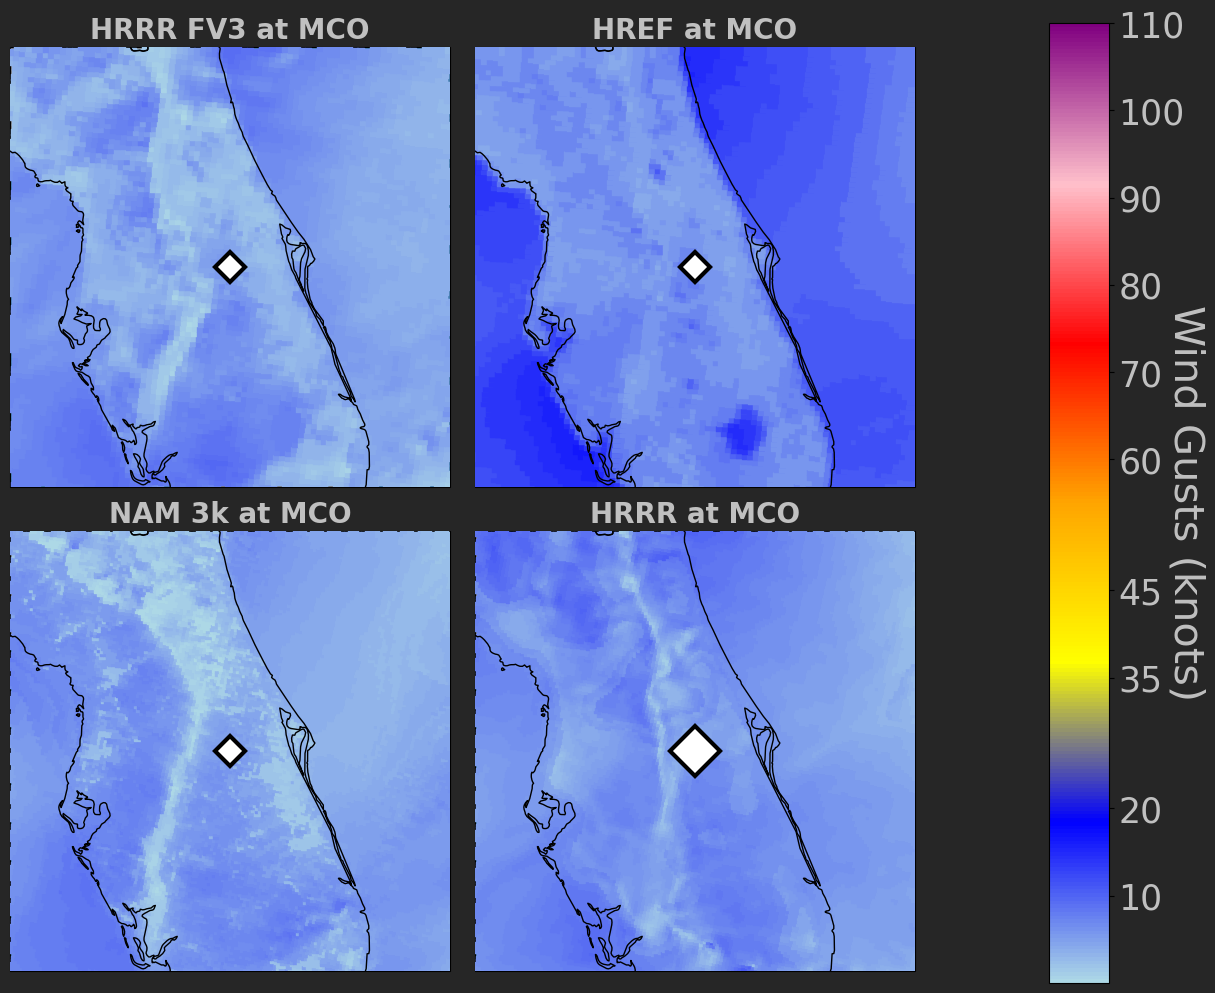 HRRR FV3 at MCO
HREF at MCO
NAM 3k at MCO
HRRR at MCO
110
100
90
80
70
60
45
35
20
10
Wind Gusts (knots)